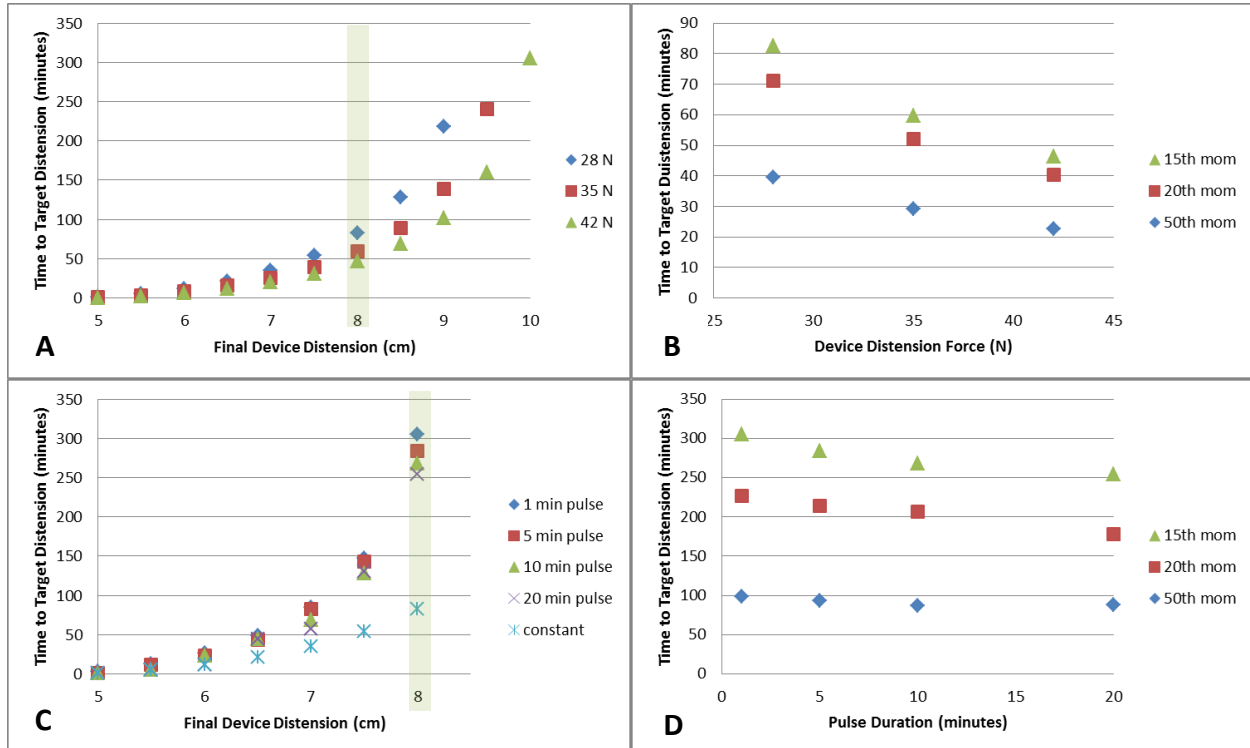 Time to Target Distension (minutes)
350
300
250
200
150
100
50
0
5
6
7
8
9
10
Final Device Distension (cm)
28 N
35 N
42 N
A
Time to Target Duistension (minutes)
90
80
70
60
50
40
30
20
10
0
25
30
35
40
45
Device Distension Force (N)
15th mom
20th mom
50th mom
B
Time to Target Distension (minutes)
350
300
250
200
150
100
50
0
5
6
7
8
Final Device Distension (cm)
1 min pulse
5 min pulse
10 min pulse
20 min pulse
constant
C
Time to Target Distension (minutes)
350
300
250
200
150
100
50
0
0
5
10
15
20
Pulse Duration (minutes)
15th mom
20th mom
50th mom
D